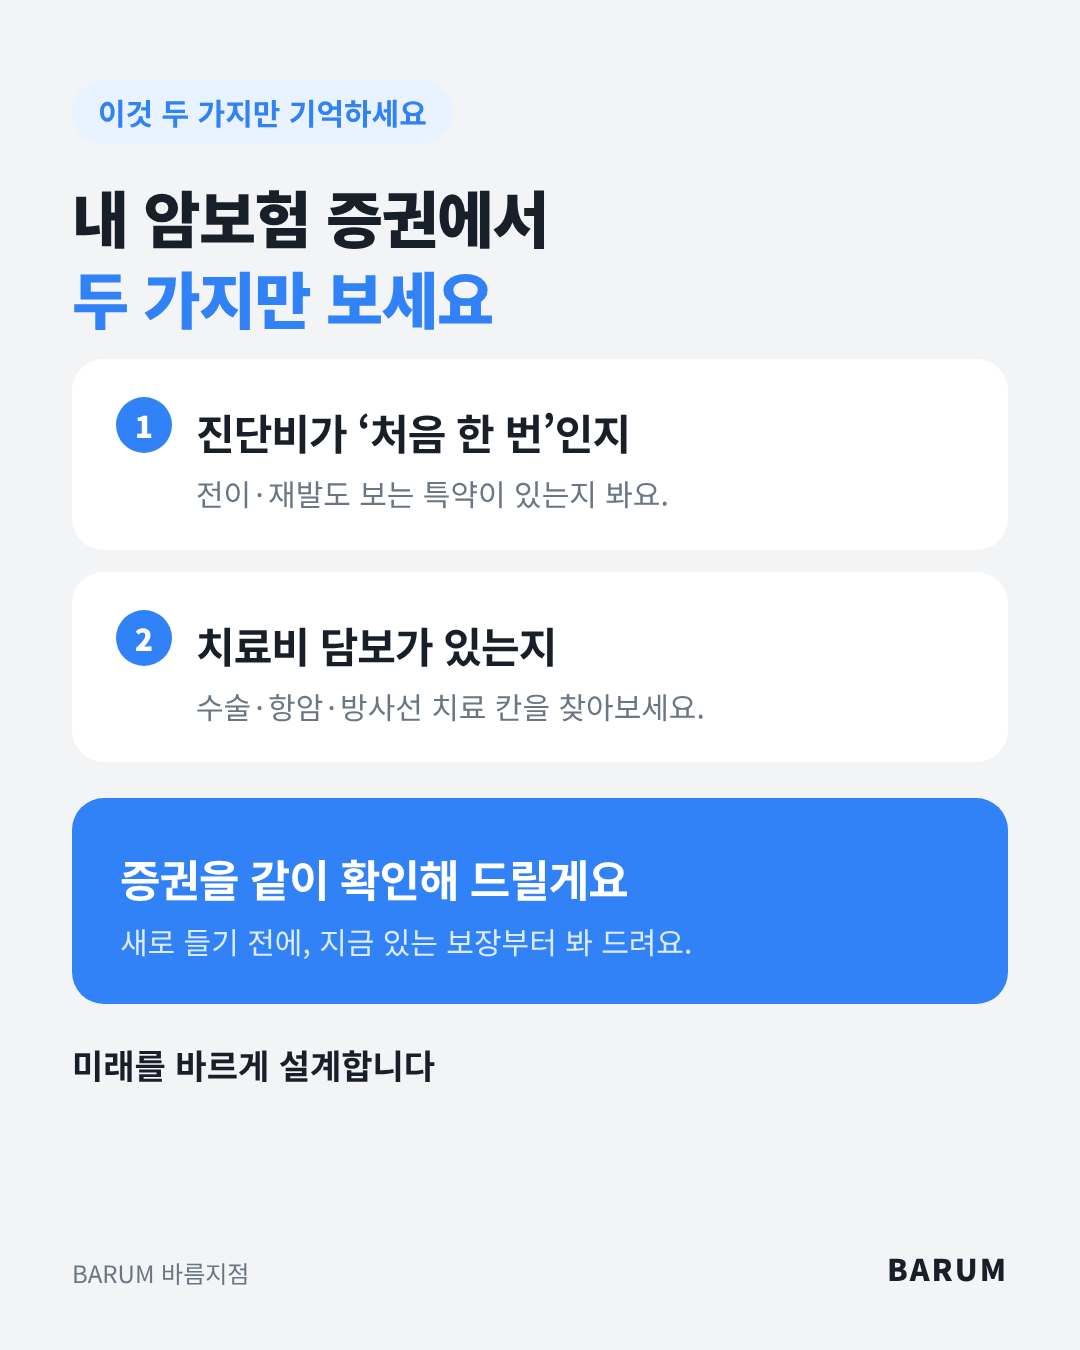 이것 두 가지만 기억하세요
내 암보험 증권에서
두 가지만 보세요
1 진단비가 ‘처음 한 번’인지
전이·재발도 보는 특약이 있는지 봐요.
2 치료비 담보가 있는지
수술·항암·방사선 치료 칸을 찾아보세요.
증권을 같이 확인해 드릴게요
새로 들기 전에, 지금 있는 보장부터 봐 드려요.
미래를 바르게 설계합니다
BARUM 바름지점
BARUM